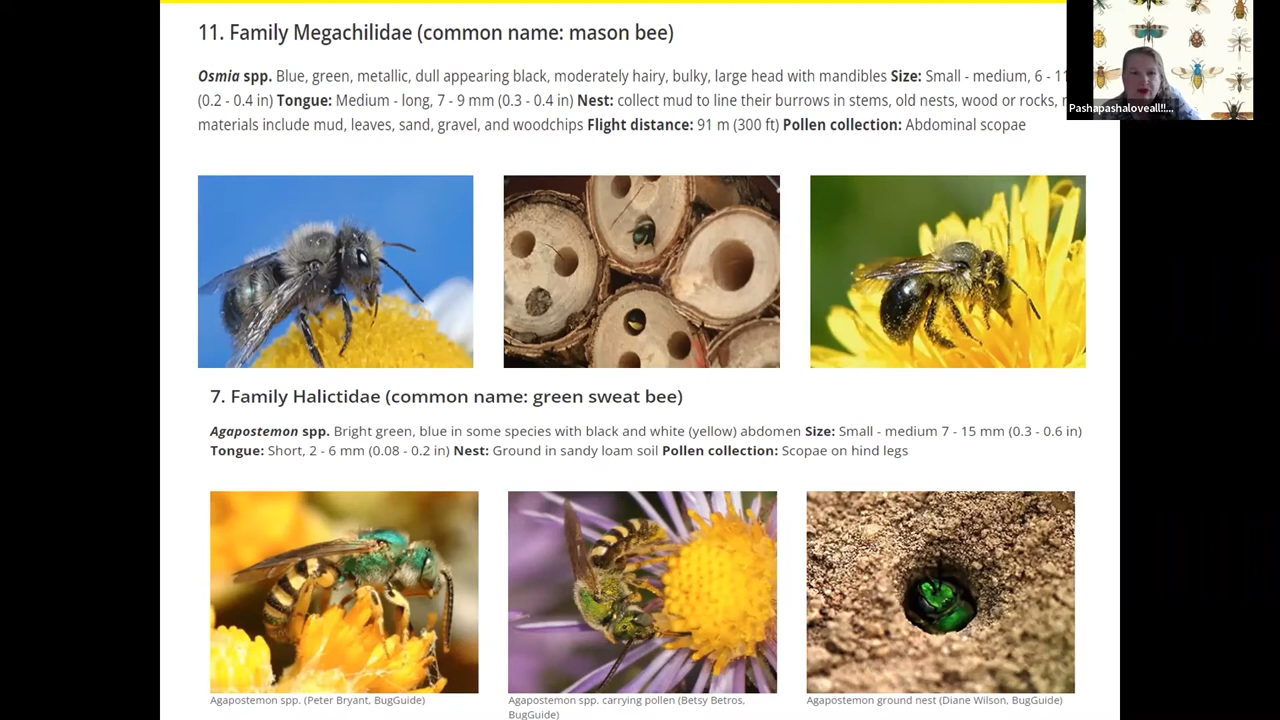 11. Family Megachilidae (common name: mason bee)
Osmia spp. Blue, green, metallic, dull appearing black, moderately hairy, bulky, large head with mandibles Size: Small - medium, 6 - 11
(0.2 - 0.4 in) Tongue: Medium - long, 7 - 9 mm (0.3 - 0.4 in) Nest: collect mud to line their burrows in stems, old nests, wood or rocks,
materials include mud, leaves, sand, gravel, and woodchips Flight distance: 91 m (300 ft) Pollen collection: Abdominal scopae
Pashapashaloveall!!...
7. Family Halictidae (common name: green sweat bee)
Agapostemon spp. Bright green, blue in some species with black and white (yellow) abdomen Size: Small - medium 7 - 15 mm (0.3 - 0.6 in)
Tongue: Short, 2 - 6 mm (0.08 - 0.2 in) Nest: Ground in sandy loam soil Pollen collection: Scopae on hind legs
Agapostemon spp. (Peter Bryant, BugGuide)
Agapostemon spp. carrying pollen (Betsy Betros,
BugGuide)
Agapostemon ground nest (Diane Wilson, BugGuide)